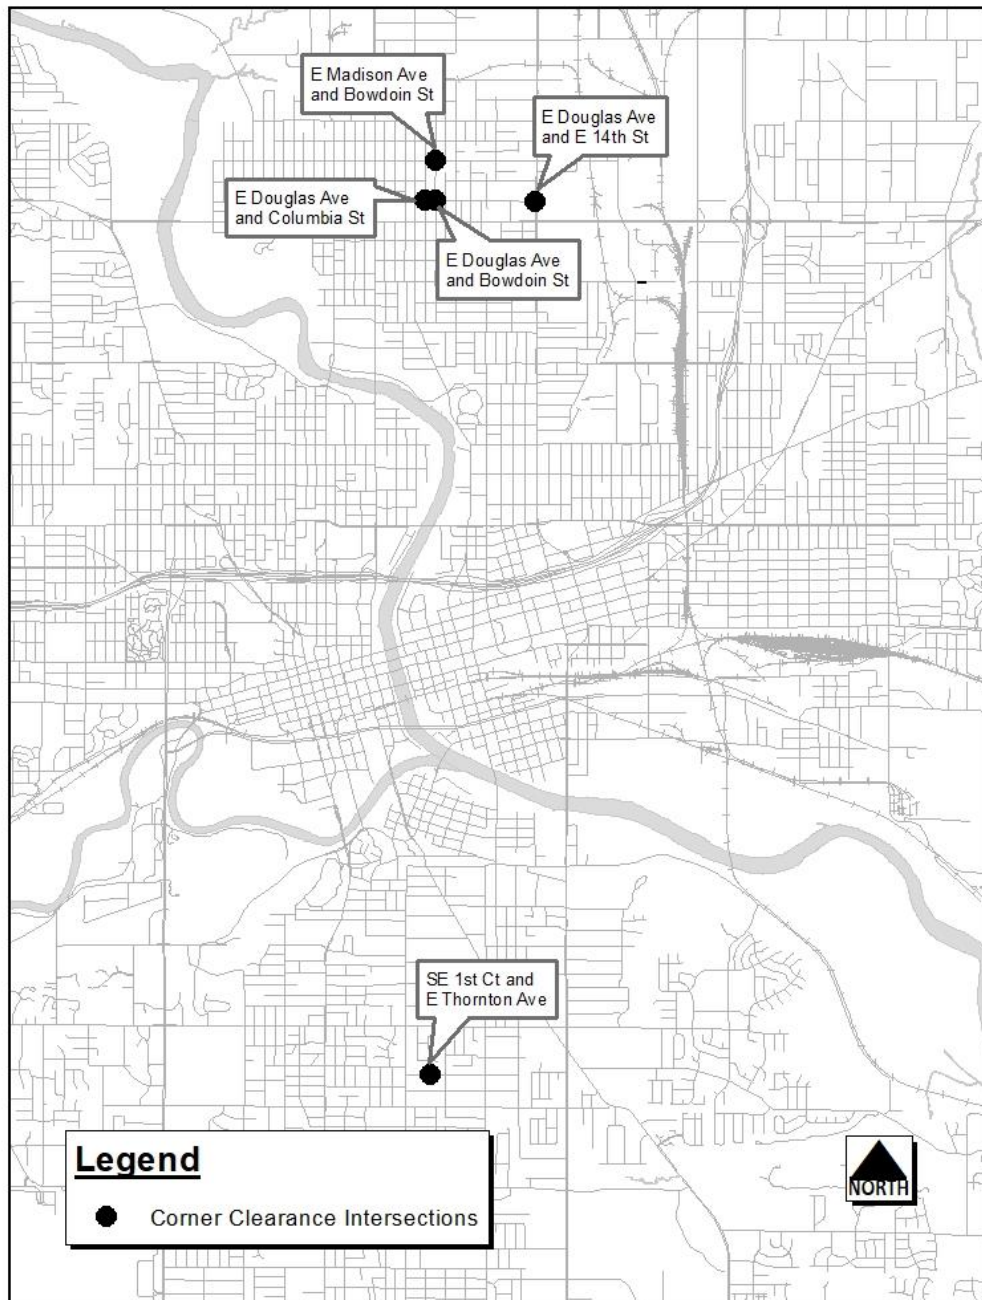 E Madison Ave
and Bowdoin St
E Douglas Ave
and E 14th St
E Douglas Ave
and Columbia St
E Douglas Ave
and Bowdoin St
SE 1st Ct and
E Thornton Ave
Legend
Corner Clearance Intersections
NORTH